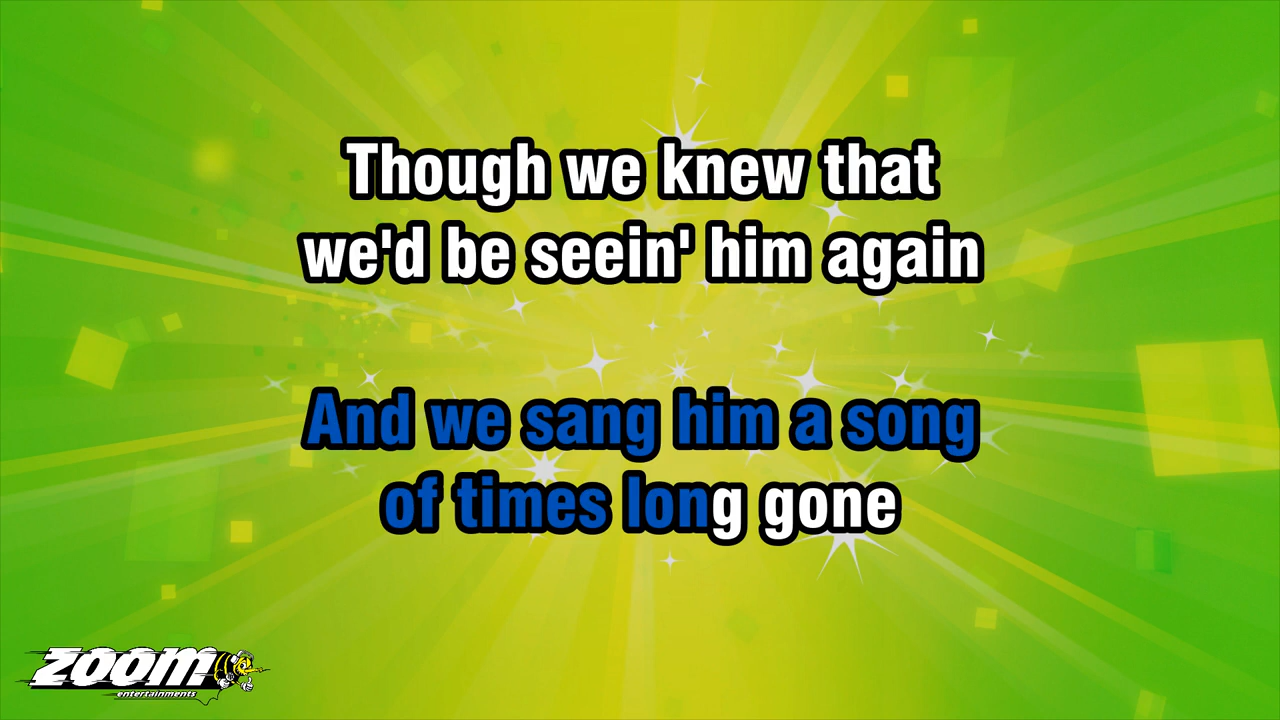 Though we knew that
we'd be seein' him again
And we sang him a song
of times long gone
zoom
entertainments